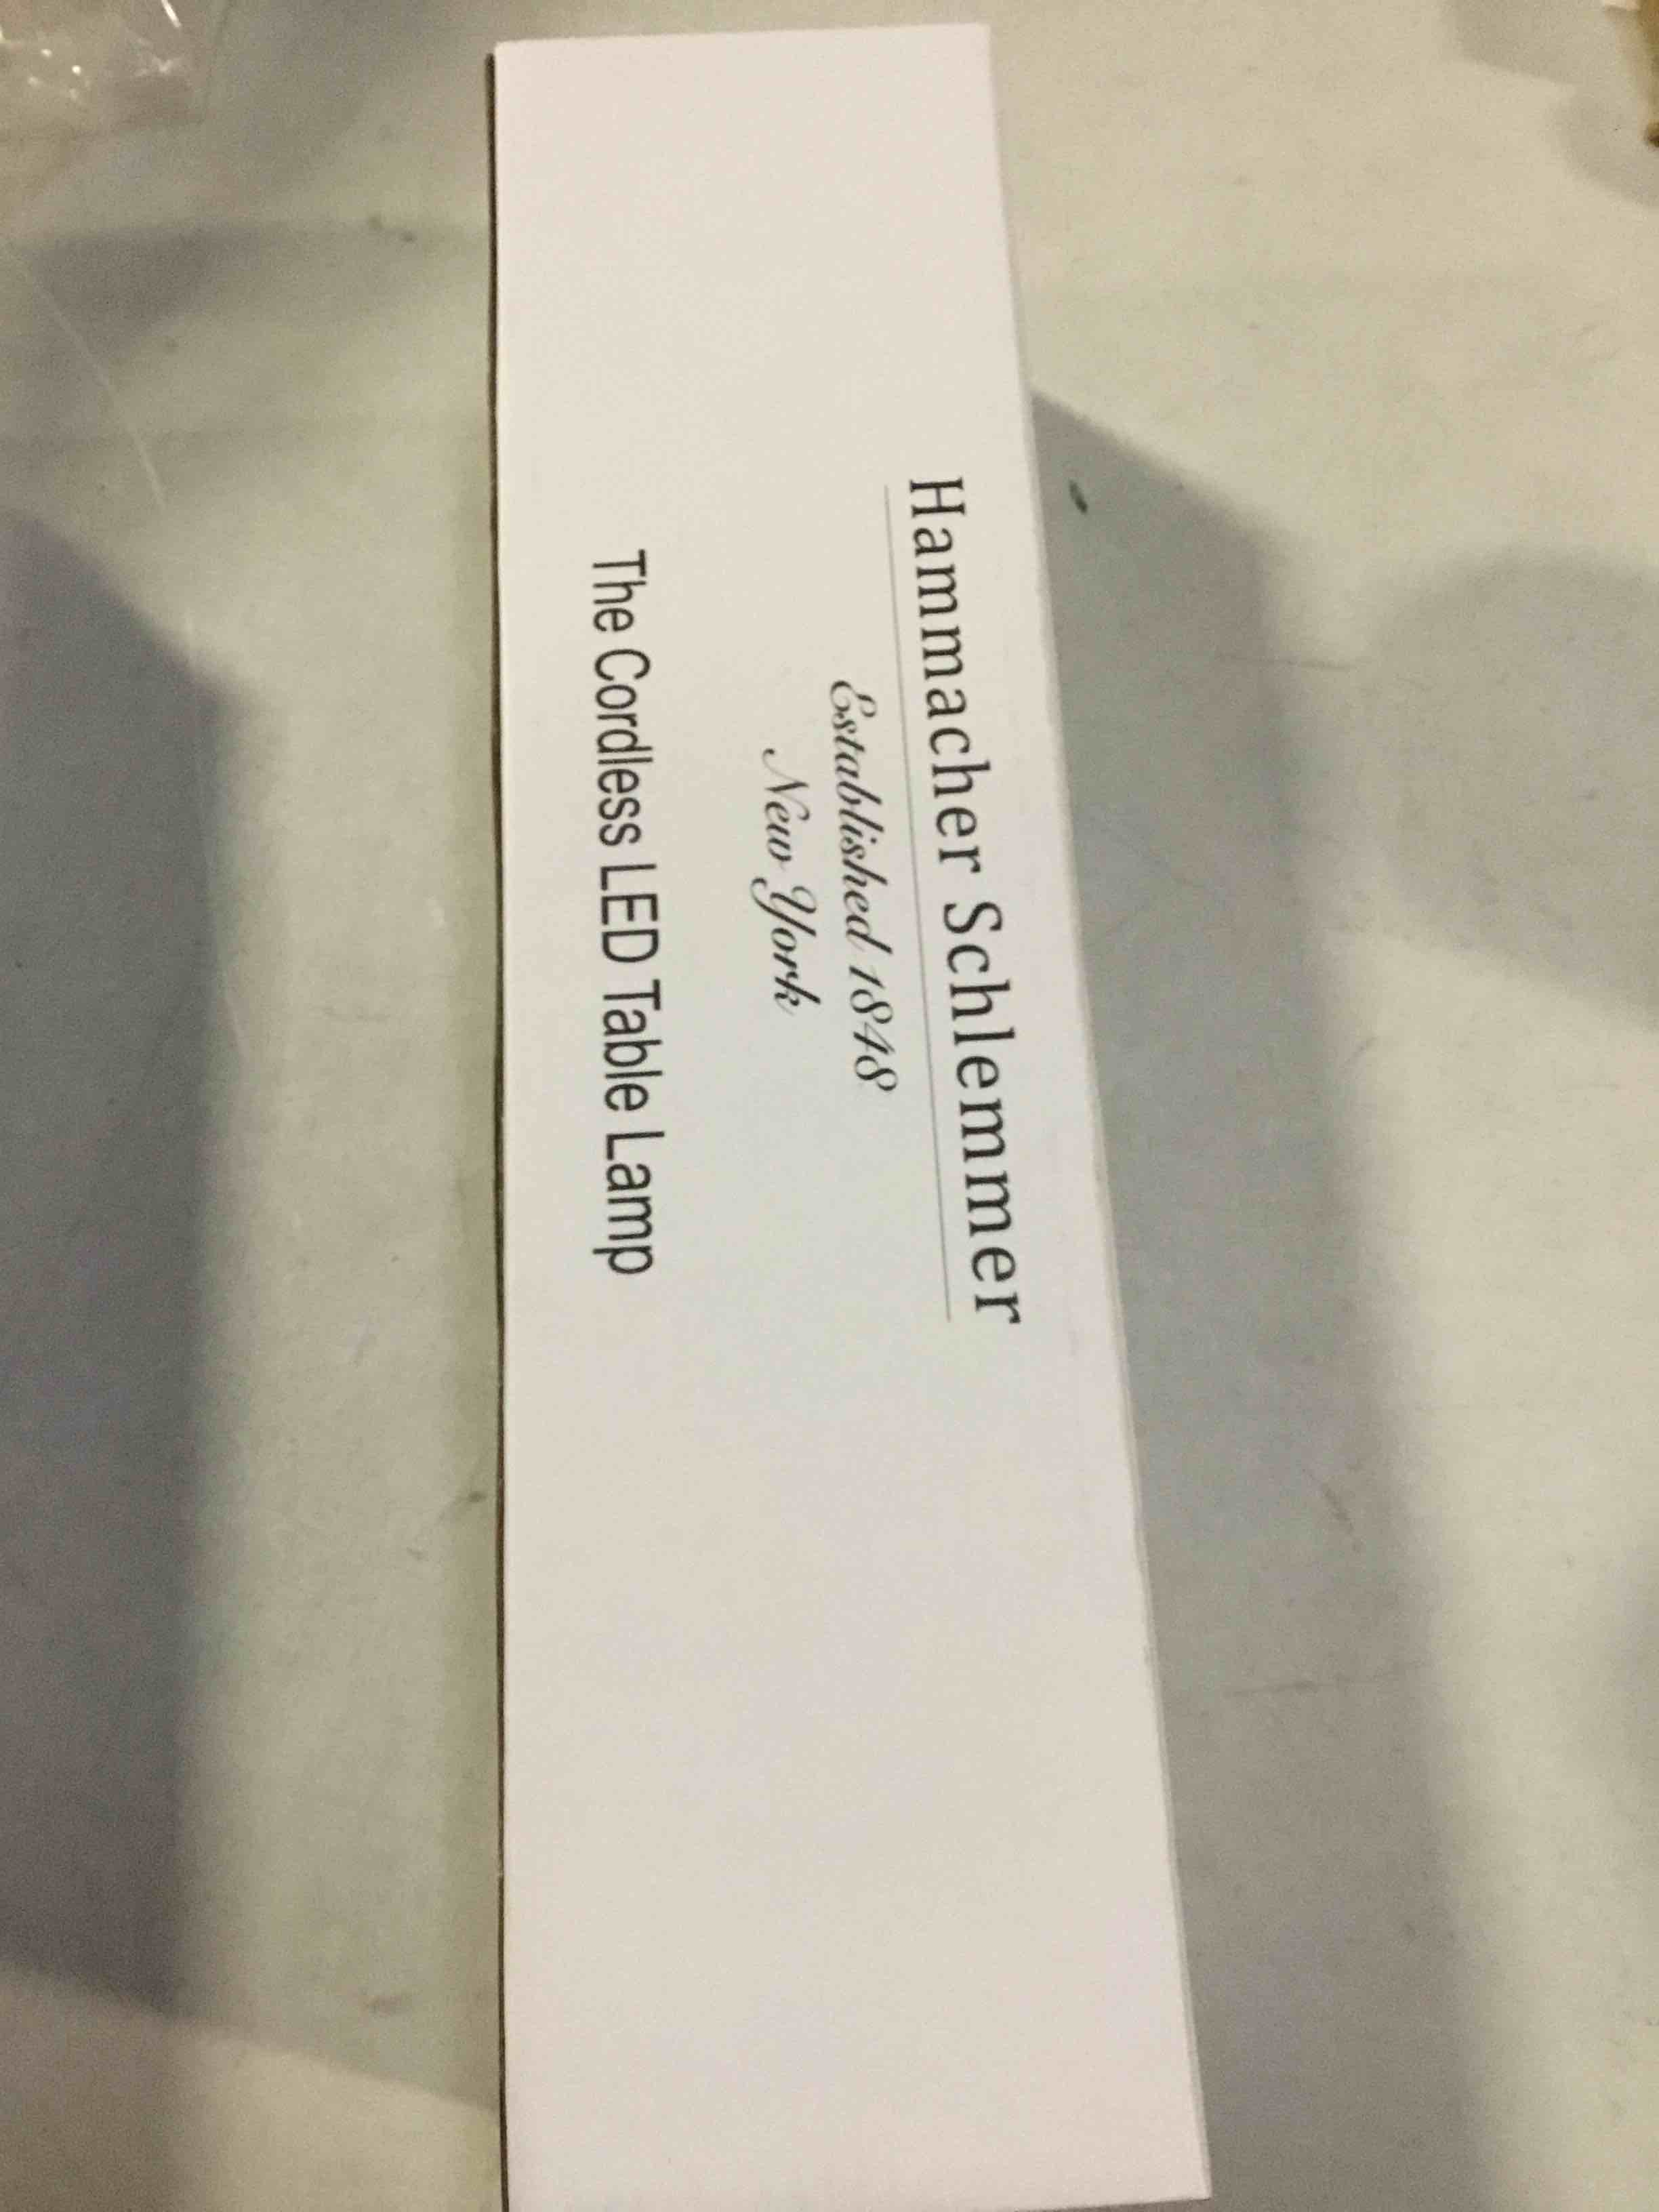 Hammacher Schlemmer
Established 1848
New York
The Cordless LED Table Lamp